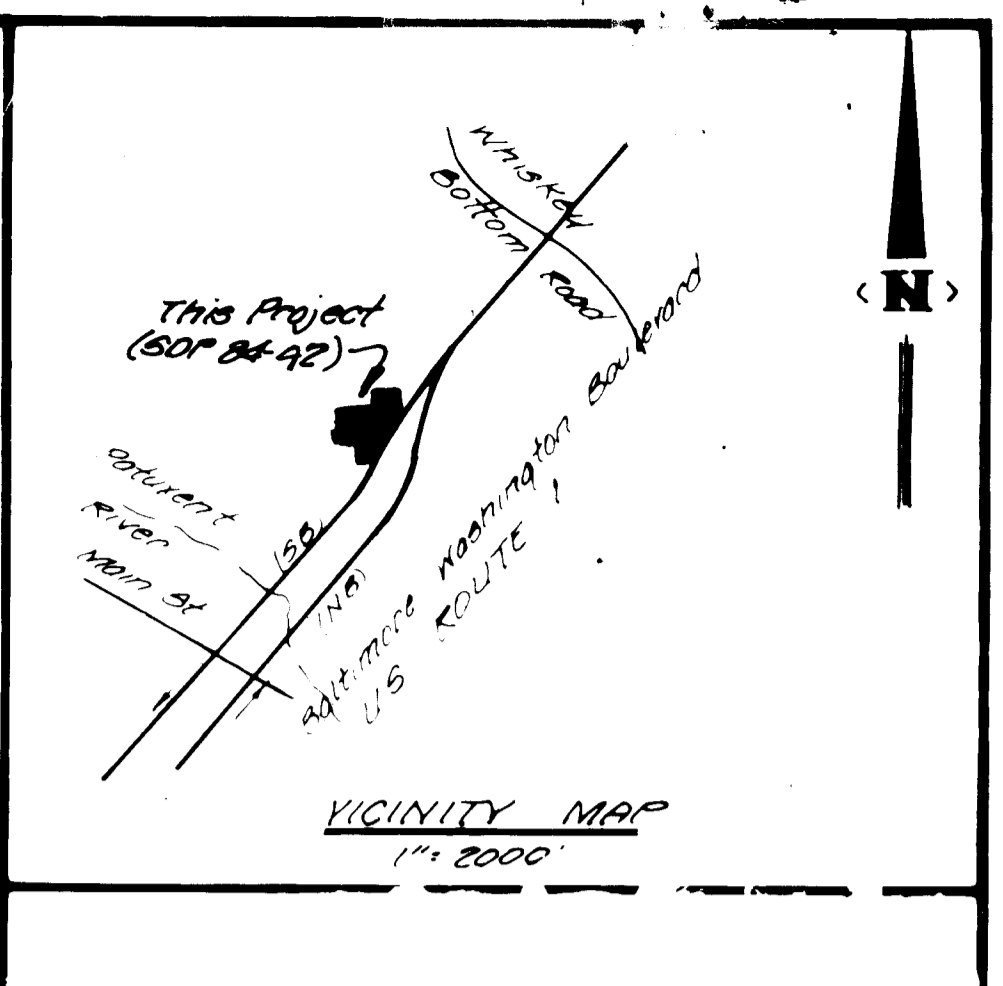 Whiskey
Bottom Road
This Project
(SDP 84-92)
< N >
Patuxent
River
Main St
(SB)
(NB)
Baltimore Washington Boulevard
US ROUTE 1
VICINITY MAP
1": 2000'